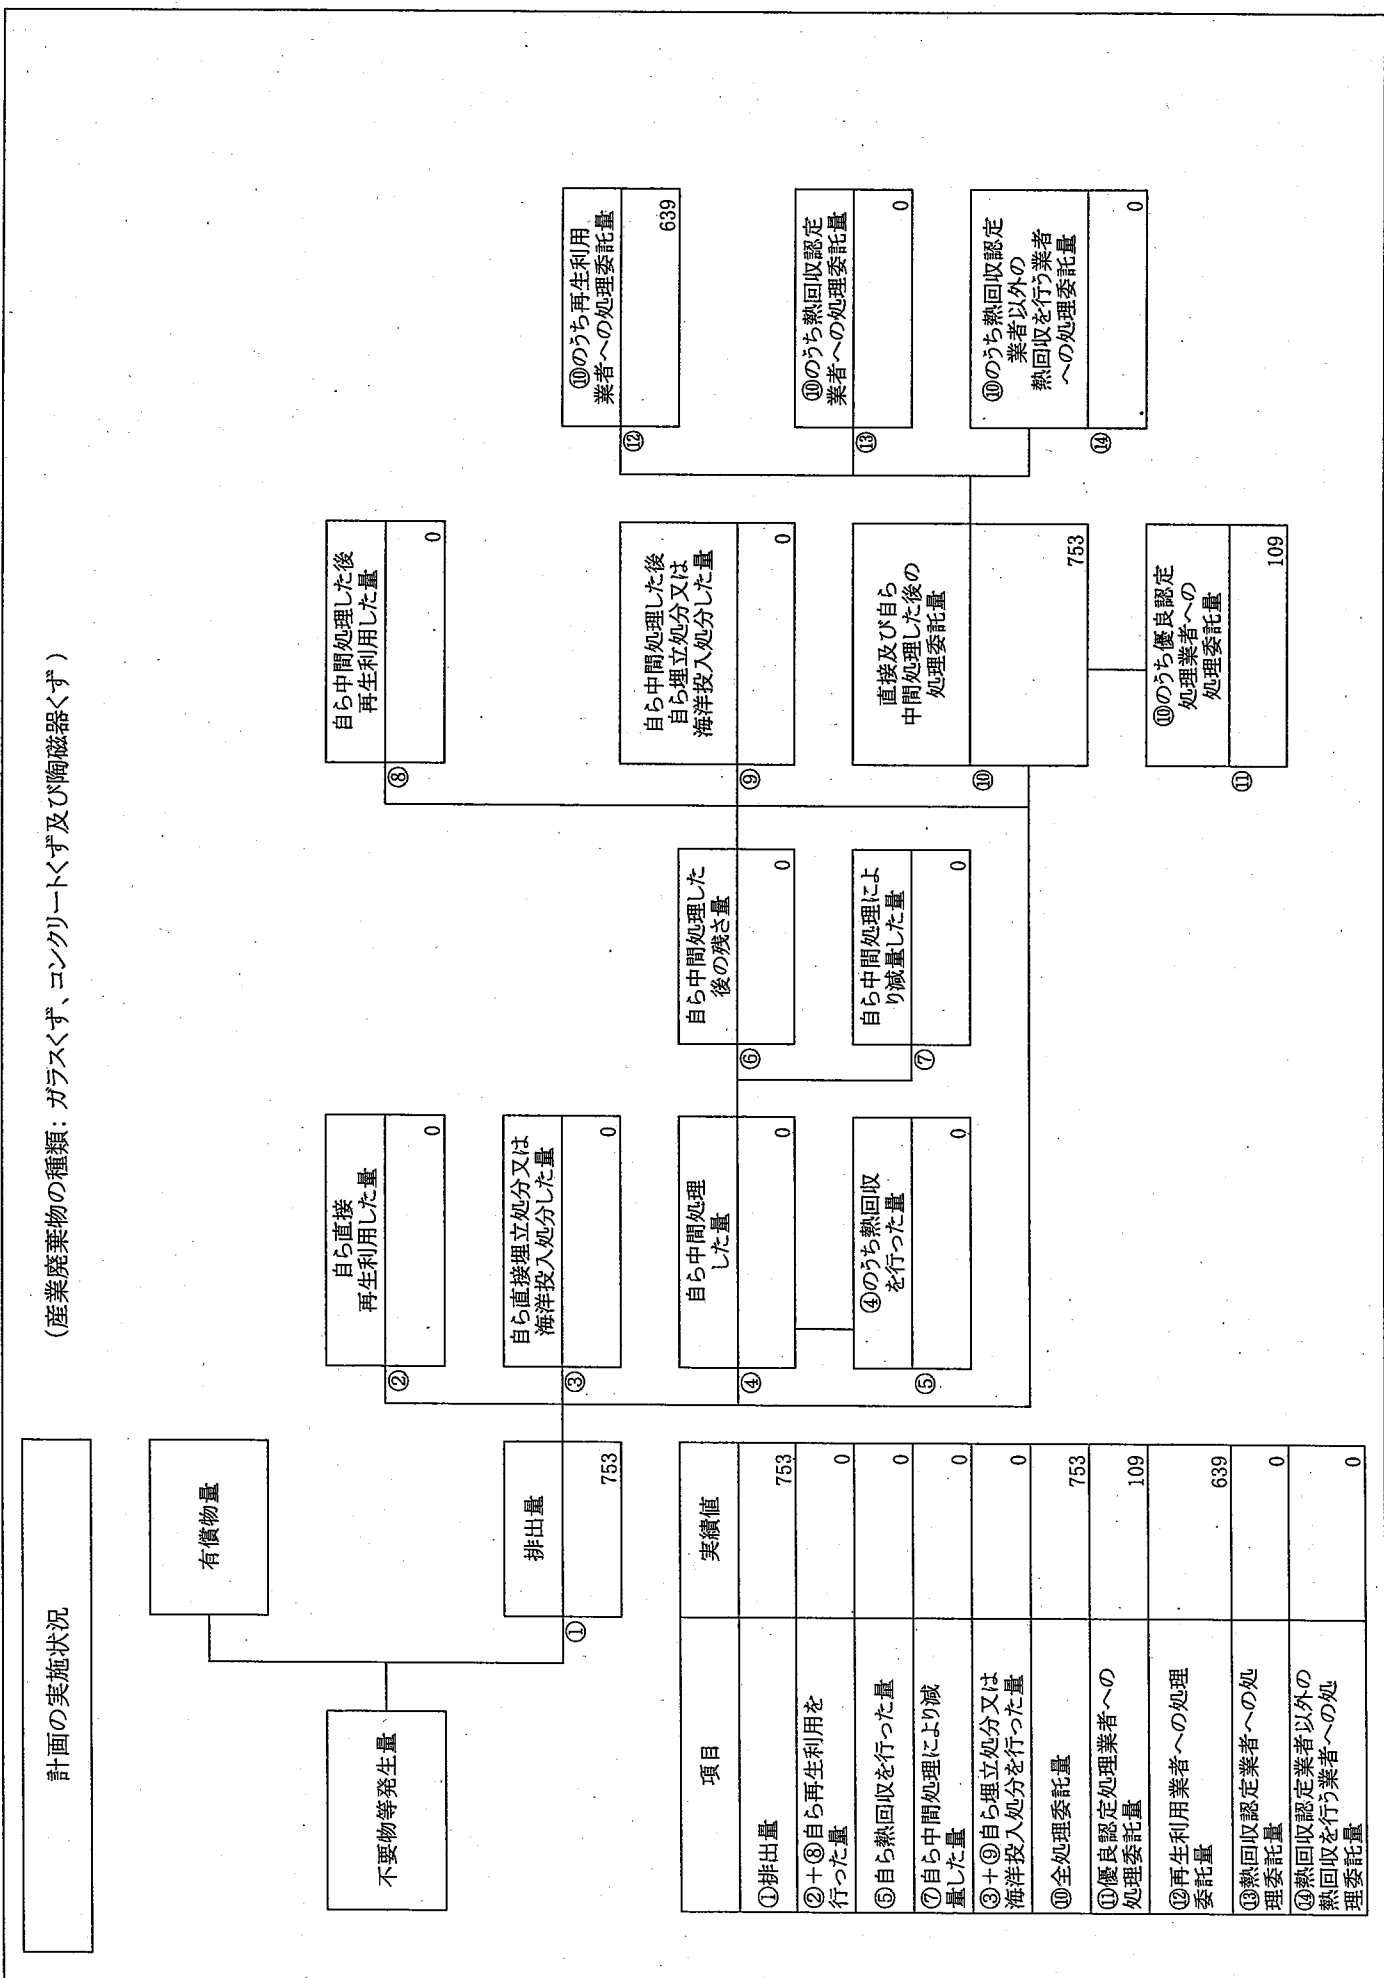 計画の実施状況
(産業廃棄物の種類：ガラスくず、コンクリートくず及び陶磁器くず)
不要物等発生量
有償物量
排出量
①
753
自ら直接
再生利用した量
②
0
自ら直接埋立処分又は
海洋投入処分した量
③
0
自ら中間処理
した量
④
0
④のうち熱回収
を行った量
⑤
0
自ら中間処理した
後の残さ量
⑥
0
自ら中間処理によ
り減量した量
⑦
0
自ら中間処理した後
再生利用した量
⑧
0
自ら中間処理した後
自ら埋立処分又は
海洋投入処分した量
⑨
0
直接及び自ら
中間処理した後の
処理委託量
⑩
753
⑩のうち優良認定
処理業者への
処理委託量
⑪
109
⑩のうち再生利用
業者への処理委託量
⑫
639
⑩のうち熱回収認定
業者への処理委託量
⑬
0
⑩のうち熱回収認定
業者以外の
熱回収を行う業者
への処理委託量
⑭
0
項目 実績値
①排出量 753
②+⑧自ら再生利用を
行った量 0
⑤自ら熱回収を行った量 0
⑦自ら中間処理により減
量した量 0
③+⑨自ら埋立処分又は
海洋投入処分を行った量 0
⑩全処理委託量 753
⑪優良認定処理業者への
処理委託量 109
⑫再生利用業者への処理
委託量 639
⑬熱回収認定業者への処
理委託量 0
⑭熱回収認定業者以外の
熱回収を行う業者への処
理委託量 0